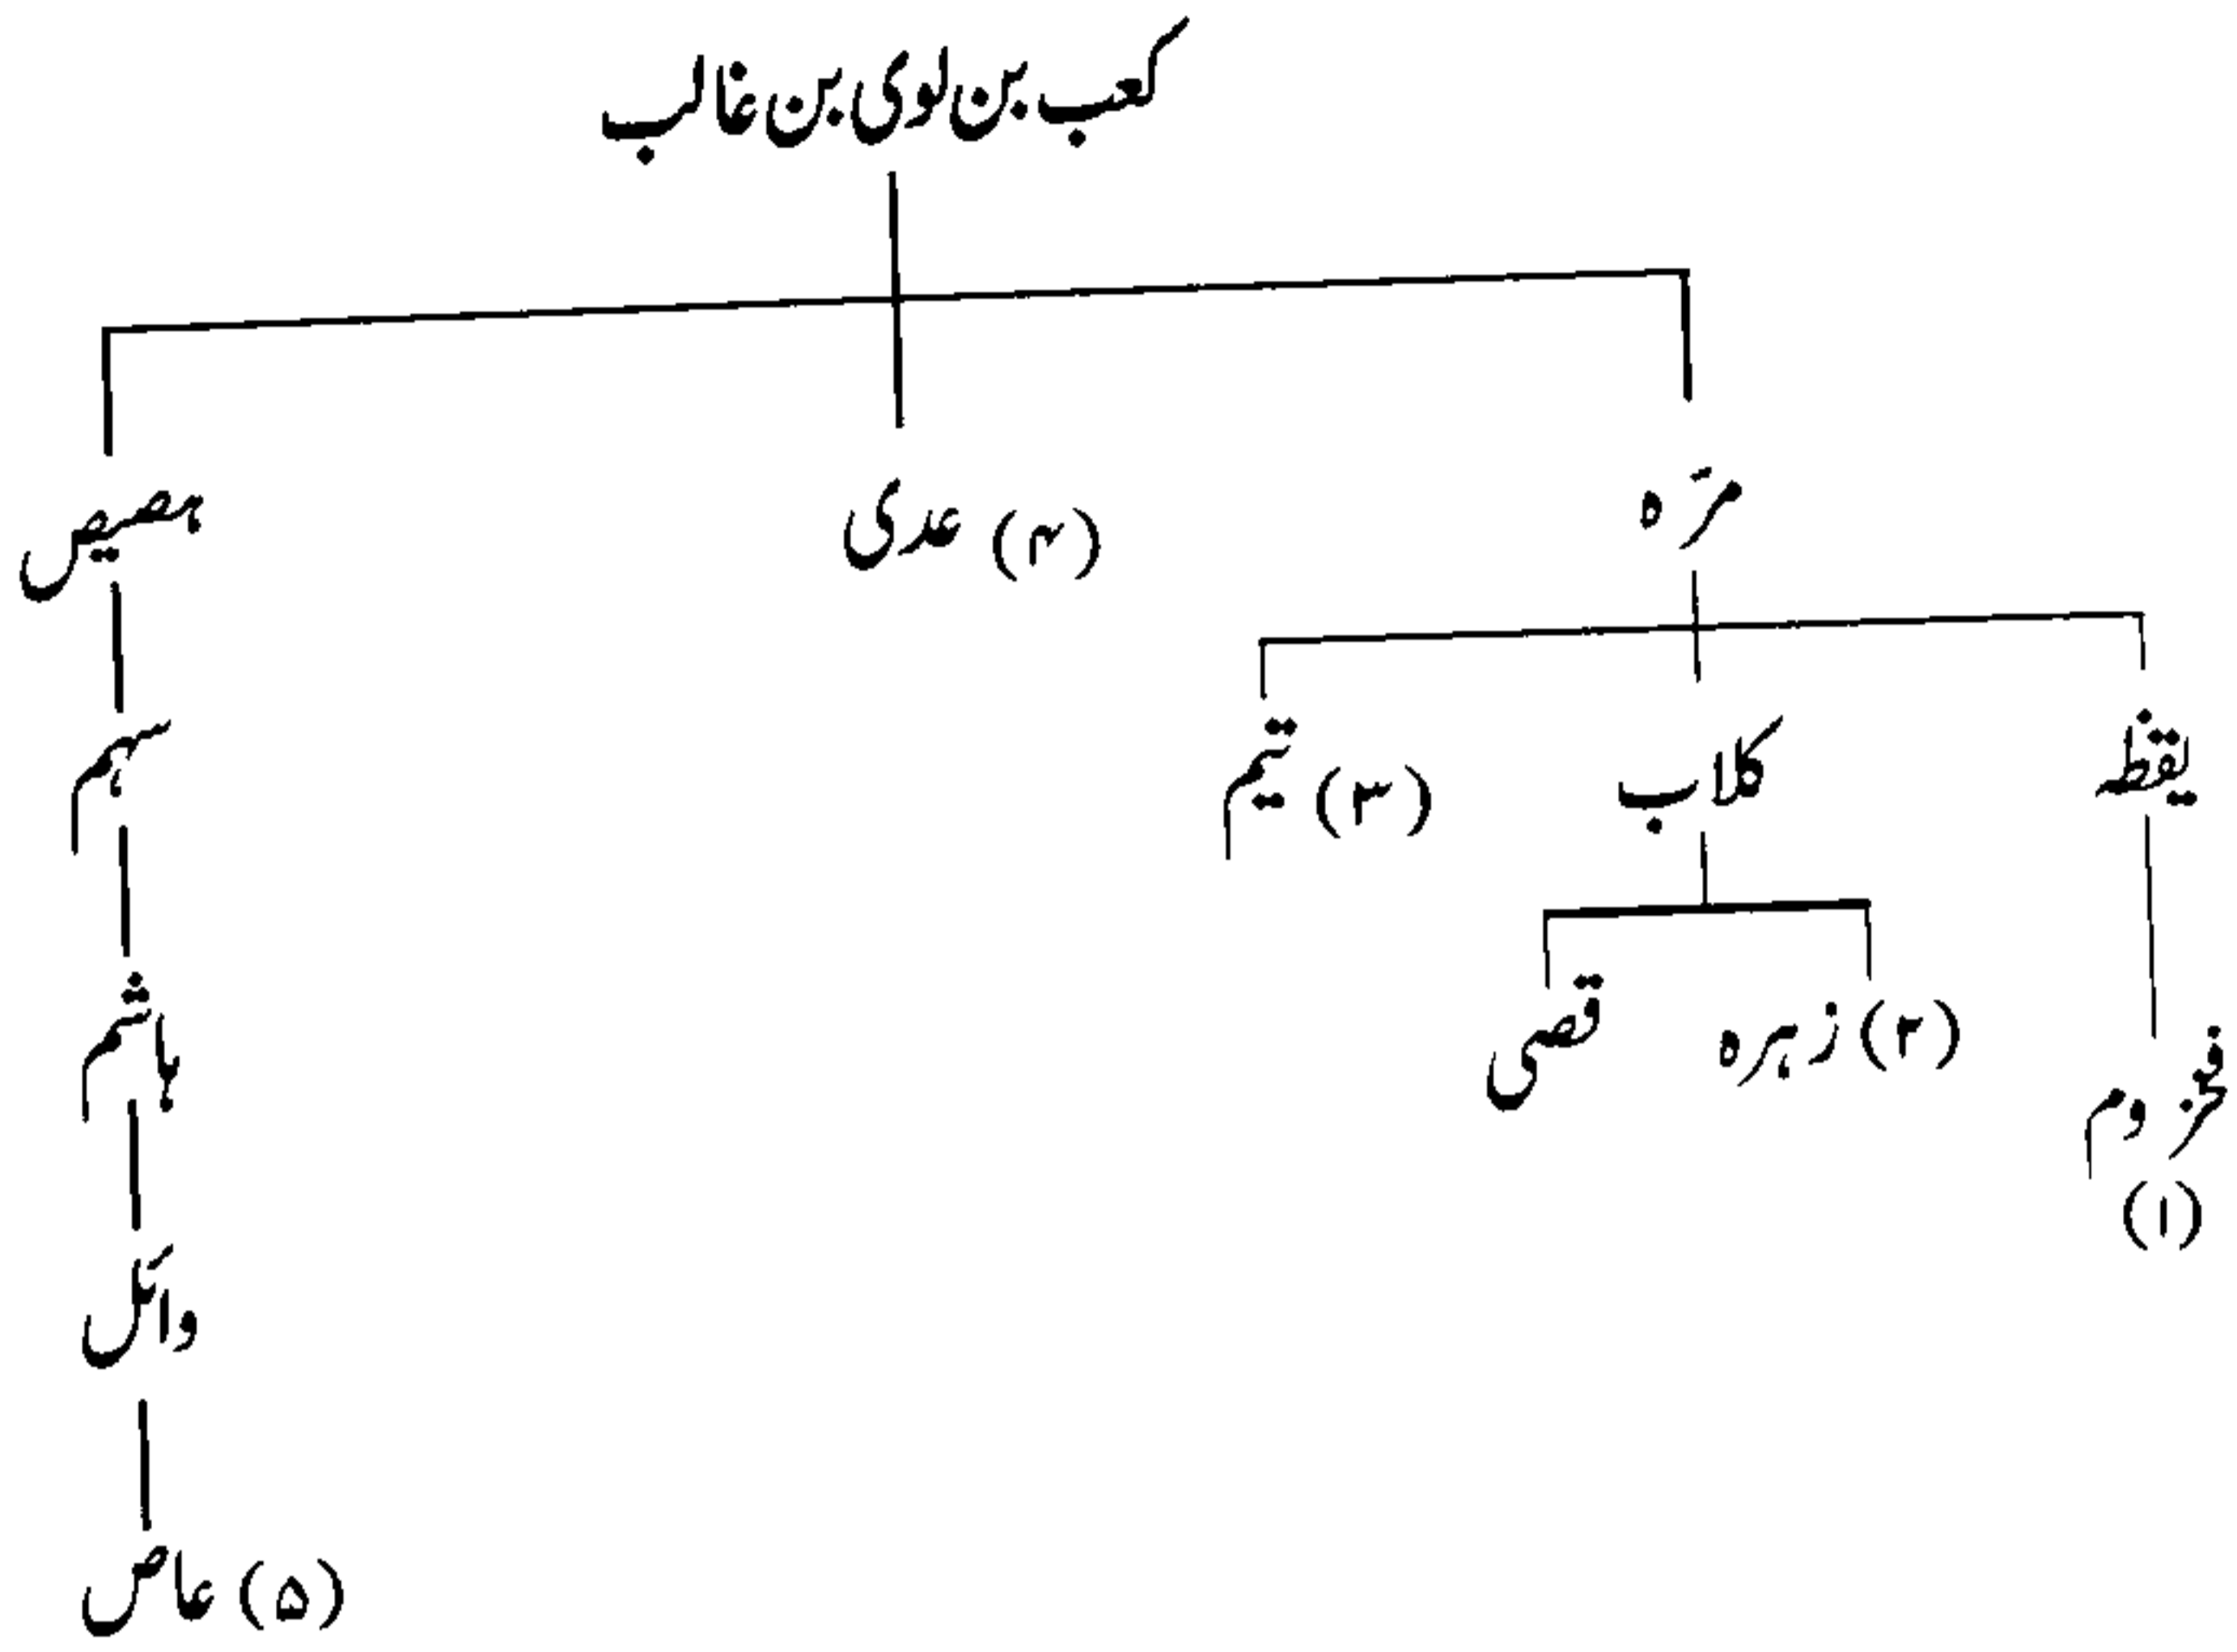 کعب بن لوی بن غالب
مرّہ
(۴) عدی
ہصیص
یقظہ
کلاب
(۳) تیم
سہم
(۲) زہرہ
قصی
ہاشم
مخزوم
(۱)
وائل
(۵) عاص